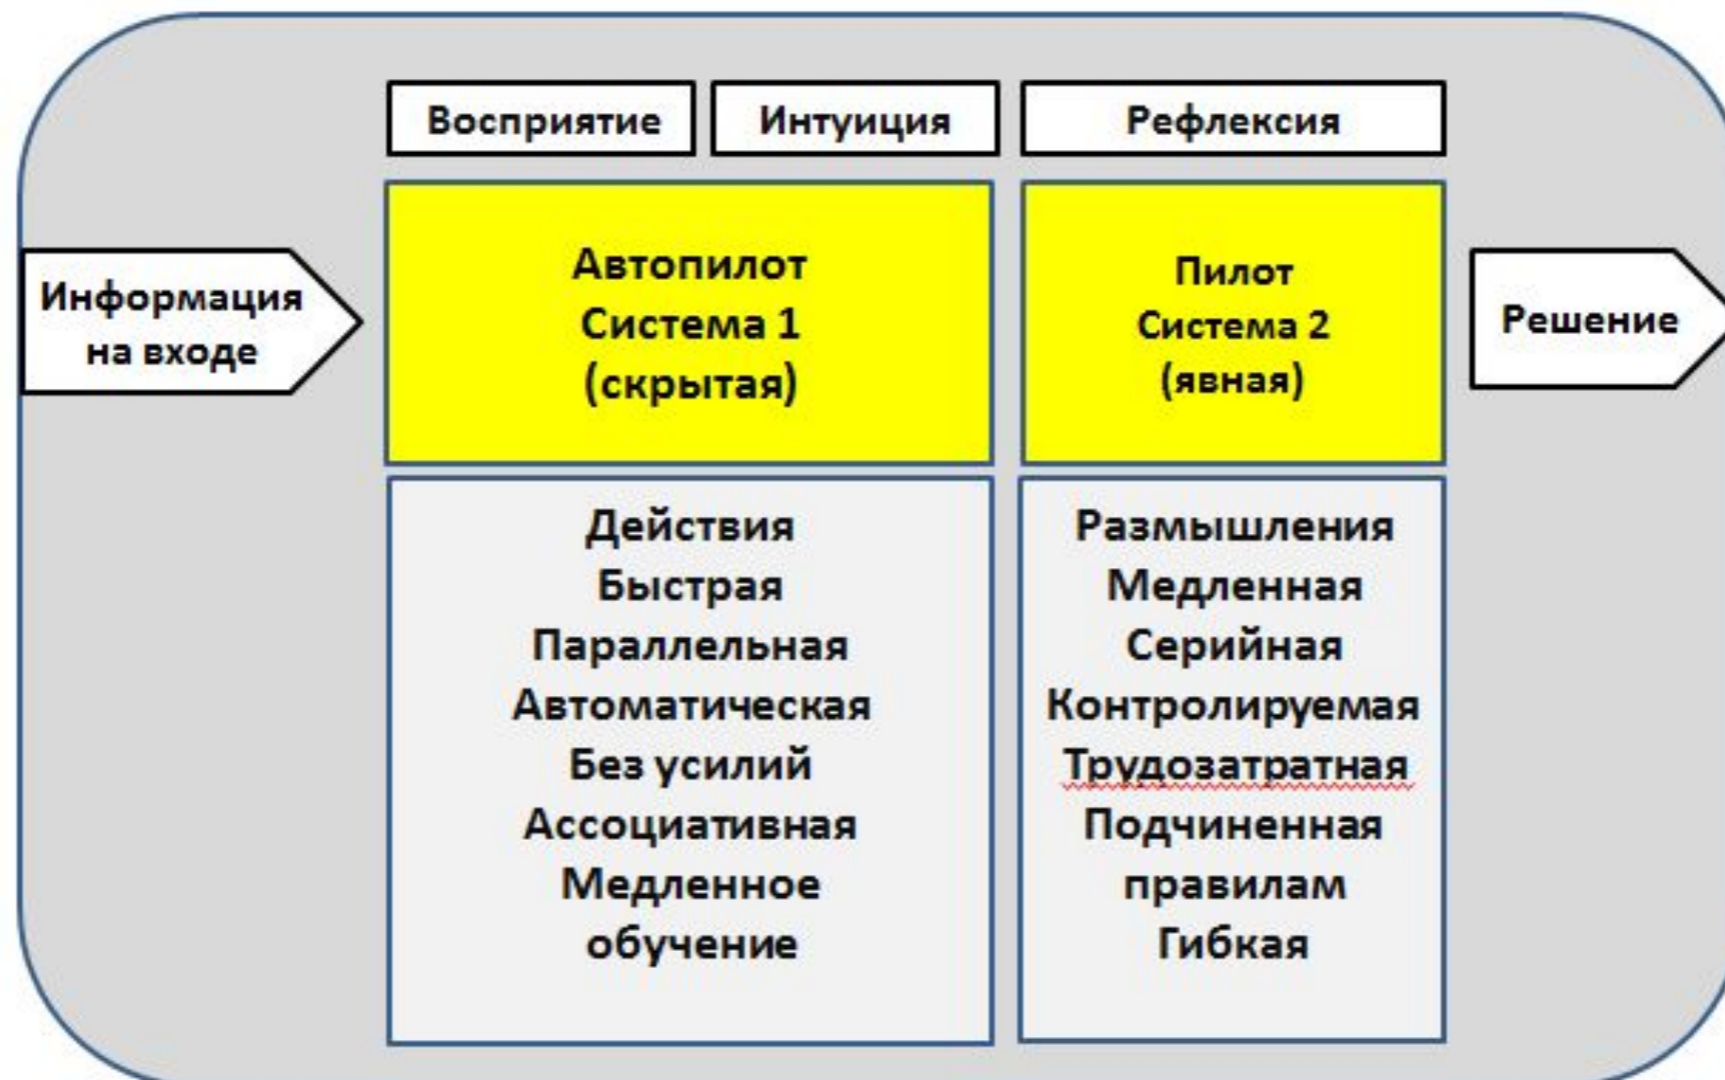 Восприятие
Интуиция
Рефлексия
Информация
на входе
Автопилот
Система 1
(скрытая)
Пилот
Система 2
(явная)
Решение
Действия
Быстрая
Параллельная
Автоматическая
Без усилий
Ассоциативная
Медленное
обучение
Размышления
Медленная
Серийная
Контролируемая
Трудозатратная
Подчиненная
правилам
Гибкая